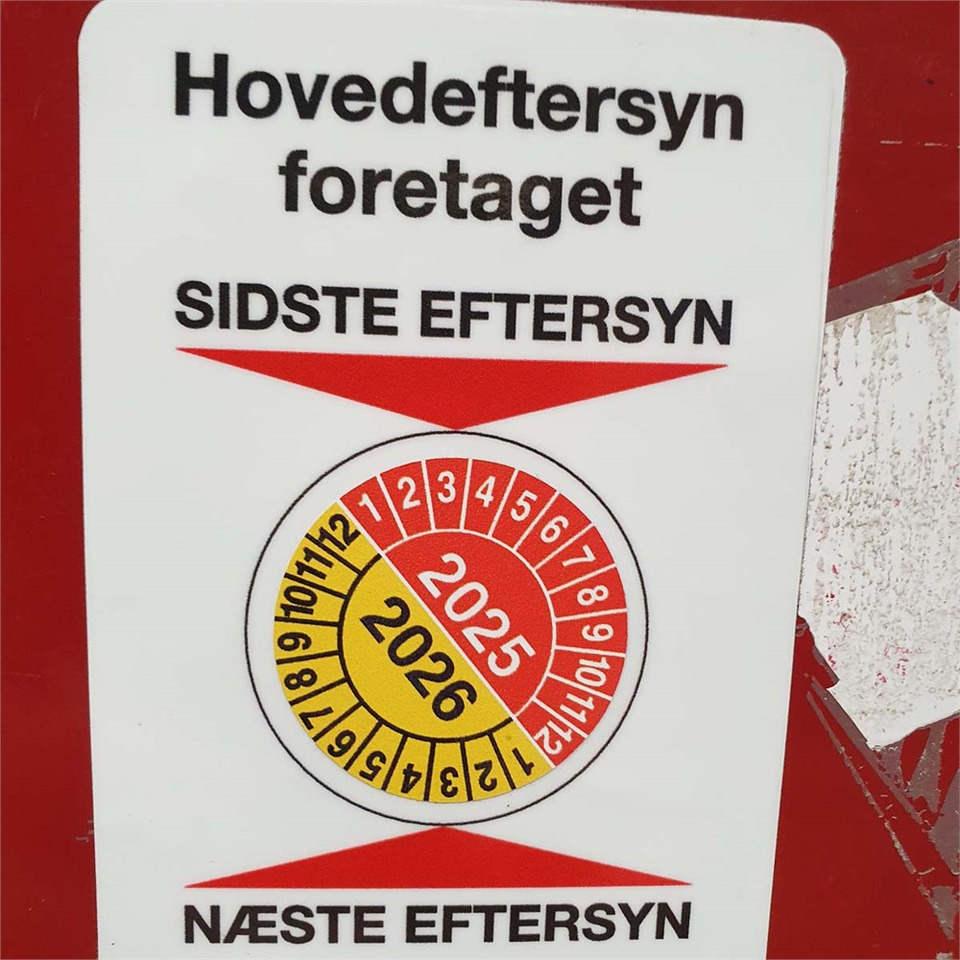 Hovedeftersyn
foretaget
SIDSTE EFTERSYN
1 2 3 4 5 6 7 8 9 10 11 12
2025
2026
1 2 3 4 5 6 7 8 9 10 11 12
NÆSTE EFTERSYN